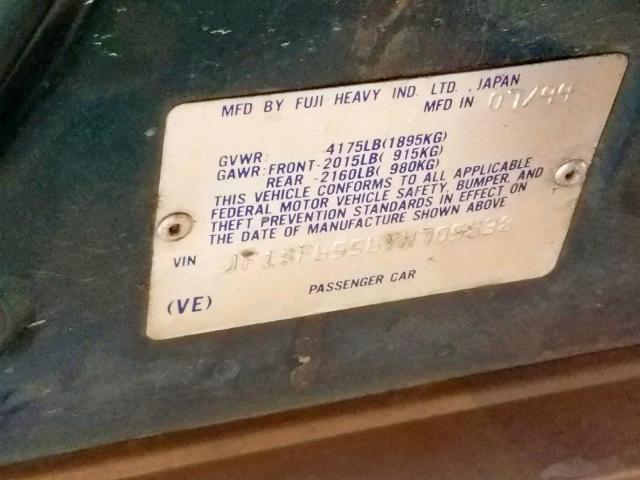 MFD BY FUJI HEAVY IND. LTD. , JAPAN
MFD IN 07/99
GVWR: 4175LB(1895KG)
GAWR:FRONT-2015LB( 915KG)
REAR -2160LB( 980KG)
THIS VEHICLE CONFORMS TO ALL APPLICABLE
FEDERAL MOTOR VEHICLE SAFETY, BUMPER, AND
THEFT PREVENTION STANDARDS IN EFFECT ON
THE DATE OF MANUFACTURE SHOWN ABOVE.
VIN
(VE) PASSENGER CAR